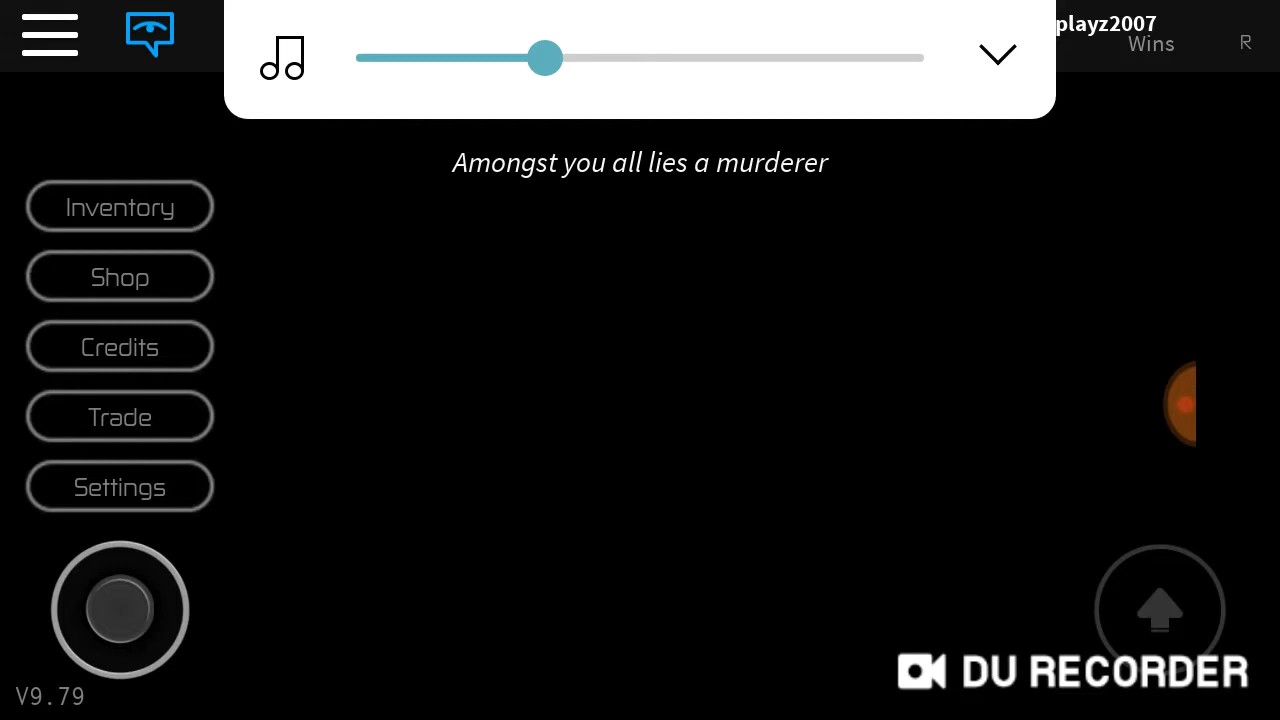 playz2007
Wins R
Amongst you all lies a murderer
Inventory
Shop
Credits
Trade
Settings
DU RECORDER
V9.79